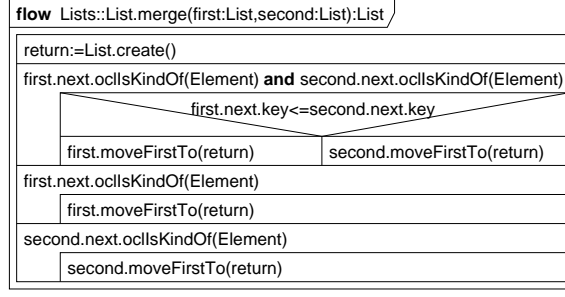 flow Lists::List.merge(first:List,second:List):List
return:=List.create()
first.next.oclIsKindOf(Element) and second.next.oclIsKindOf(Element)
first.next.key<=second.next.key
first.moveFirstTo(return) second.moveFirstTo(return)
first.next.oclIsKindOf(Element)
first.moveFirstTo(return)
second.next.oclIsKindOf(Element)
second.moveFirstTo(return)